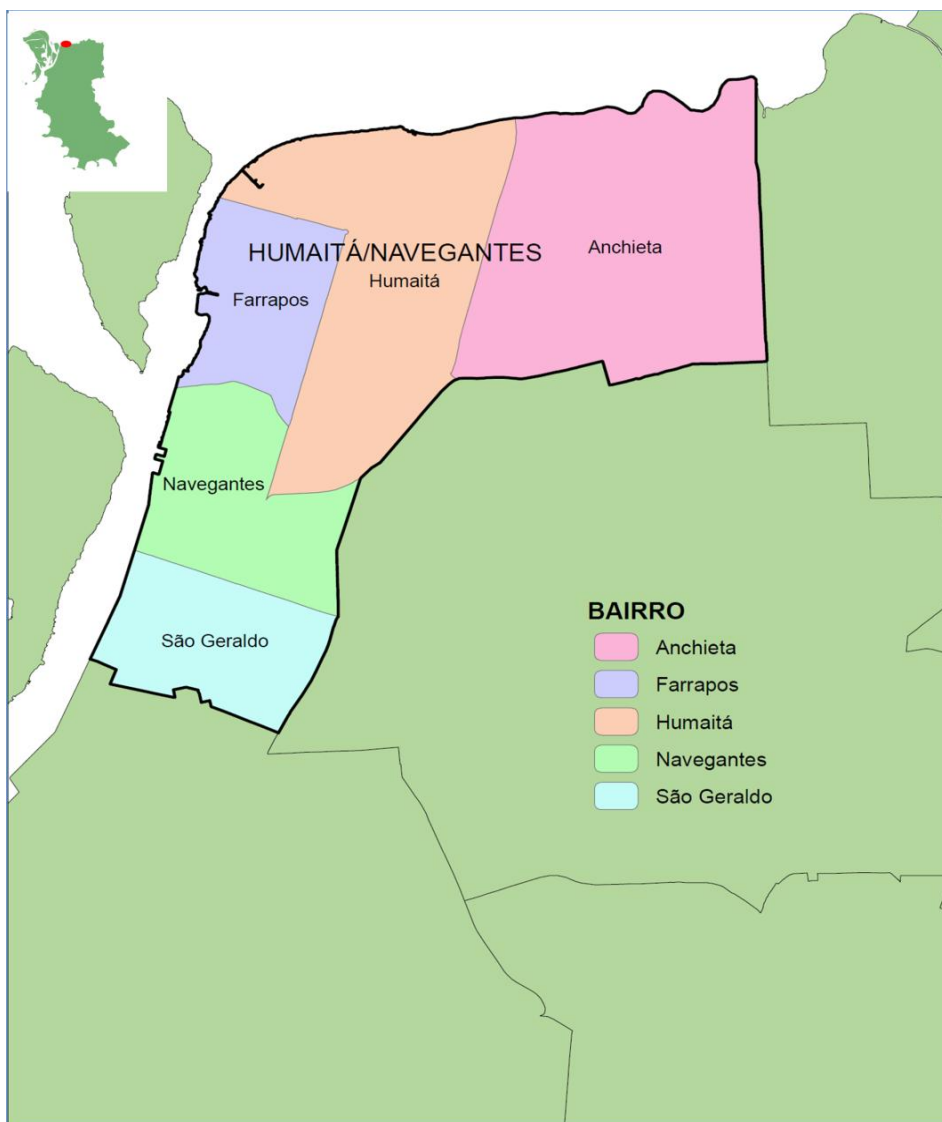 HUMAITÁ/NAVEGANTES
Anchieta
Humaitá
Farrapos
Navegantes
São Geraldo
BAIRRO
Anchieta
Farrapos
Humaitá
Navegantes
São Geraldo